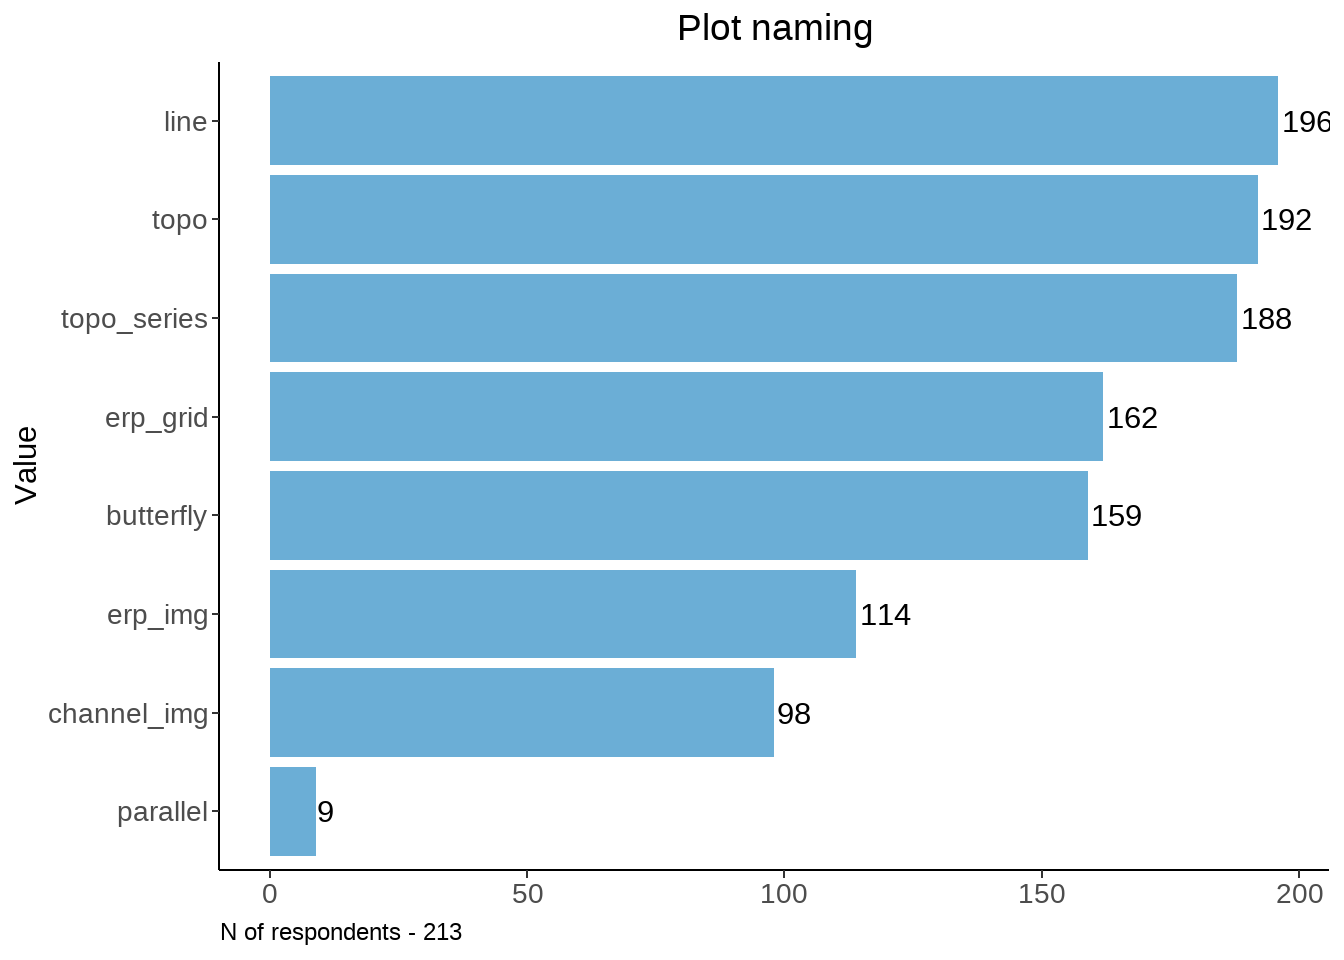 Plot naming
Value
line 196
topo 192
topo_series 188
erp_grid 162
butterfly 159
erp_img 114
channel_img 98
parallel 9
0 50 100 150 200
N of respondents - 213